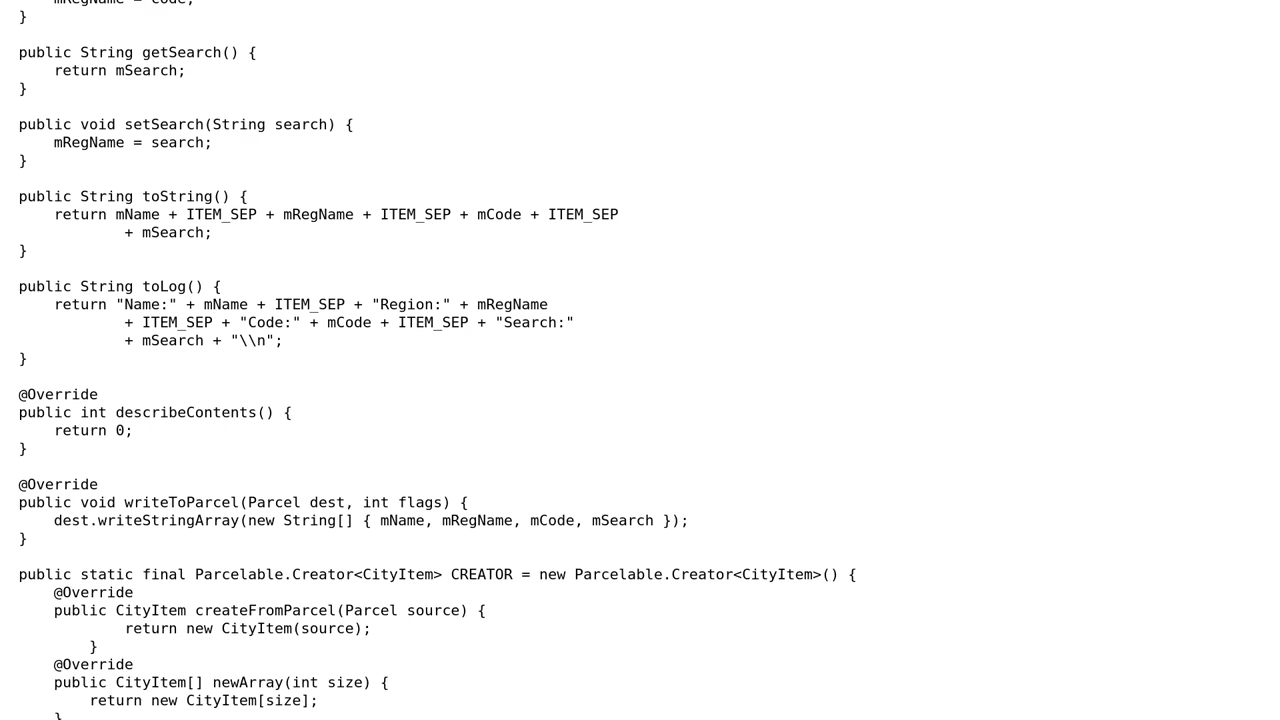 mRegName = code;
}
public String getSearch() {
return mSearch;
}
public void setSearch(String search) {
mRegName = search;
}
public String toString() {
return mName + ITEM_SEP + mRegName + ITEM_SEP + mCode + ITEM_SEP
+ mSearch;
}
public String toLog() {
return "Name:" + mName + ITEM_SEP + "Region:" + mRegName
+ ITEM_SEP + "Code:" + mCode + ITEM_SEP + "Search:"
+ mSearch + "\\n";
}
@Override
public int describeContents() {
return 0;
}
@Override
public void writeToParcel(Parcel dest, int flags) {
dest.writeStringArray(new String[] { mName, mRegName, mCode, mSearch });
}
public static final Parcelable.Creator<CityItem> CREATOR = new Parcelable.Creator<CityItem>() {
@Override
public CityItem createFromParcel(Parcel source) {
return new CityItem(source);
}
@Override
public CityItem[] newArray(int size) {
return new CityItem[size];
}